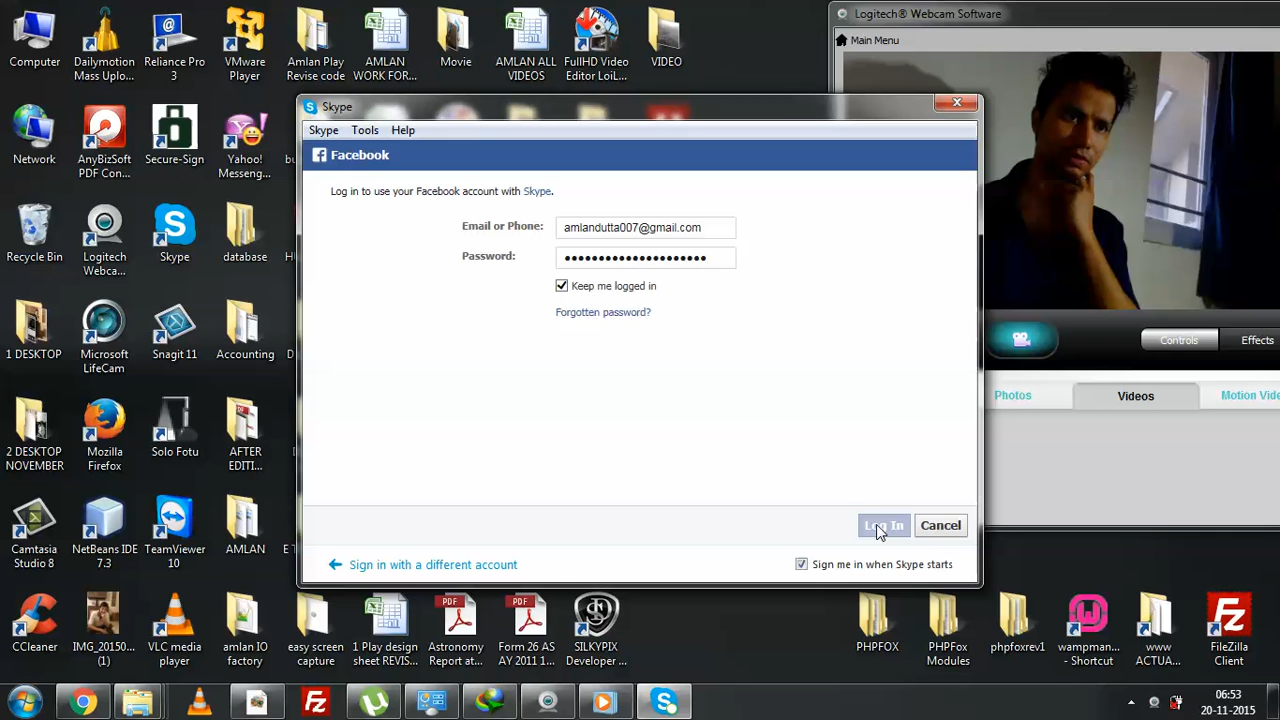 Computer
Dailymotion
Mass Uplo...
Reliance Pro
3
VMware
Player
Amlan Play
Revise code
AMLAN
WORK FOR...
Movie
AMLAN ALL
VIDEOS
FullHD Video
Editor LoiL...
VIDEO
Logitech® Webcam Software
Main Menu
Skype
Skype Tools Help
Facebook
Log in to use your Facebook account with Skype.
Email or Phone: amlandutta007@gmail.com
Password: •••••••••••••••••••••
Keep me logged in
Forgotten password?
Log In Cancel
Sign in with a different account
Sign me in when Skype starts
Network
AnyBizSoft
PDF Con...
Secure-Sign
Yahoo!
Messeng...
Recycle Bin
Logitech
Webca...
Skype
database
1 DESKTOP
Microsoft
LifeCam
Snagit 11
Accounting
2 DESKTOP
NOVEMBER
Mozilla
Firefox
Solo Fotu
AFTER
EDITI...
Camtasia
Studio 8
NetBeans IDE
7.3
TeamViewer
10
AMLAN
Controls Effects
Photos Videos Motion Vide
CCleaner
IMG_20150...
(1)
VLC media
player
amlan IO
factory
easy screen
capture
1 Play design
sheet REVIS...
PDF
Astronomy
Report at...
PDF
Form 26 AS
AY 2011 1...
SILKYPIX
Developer ...
PHPFOX
PHPFox
Modules
phpfoxrev1
wampman...
- Shortcut
www
ACTUA...
FileZilla
Client
06:53
20-11-2015